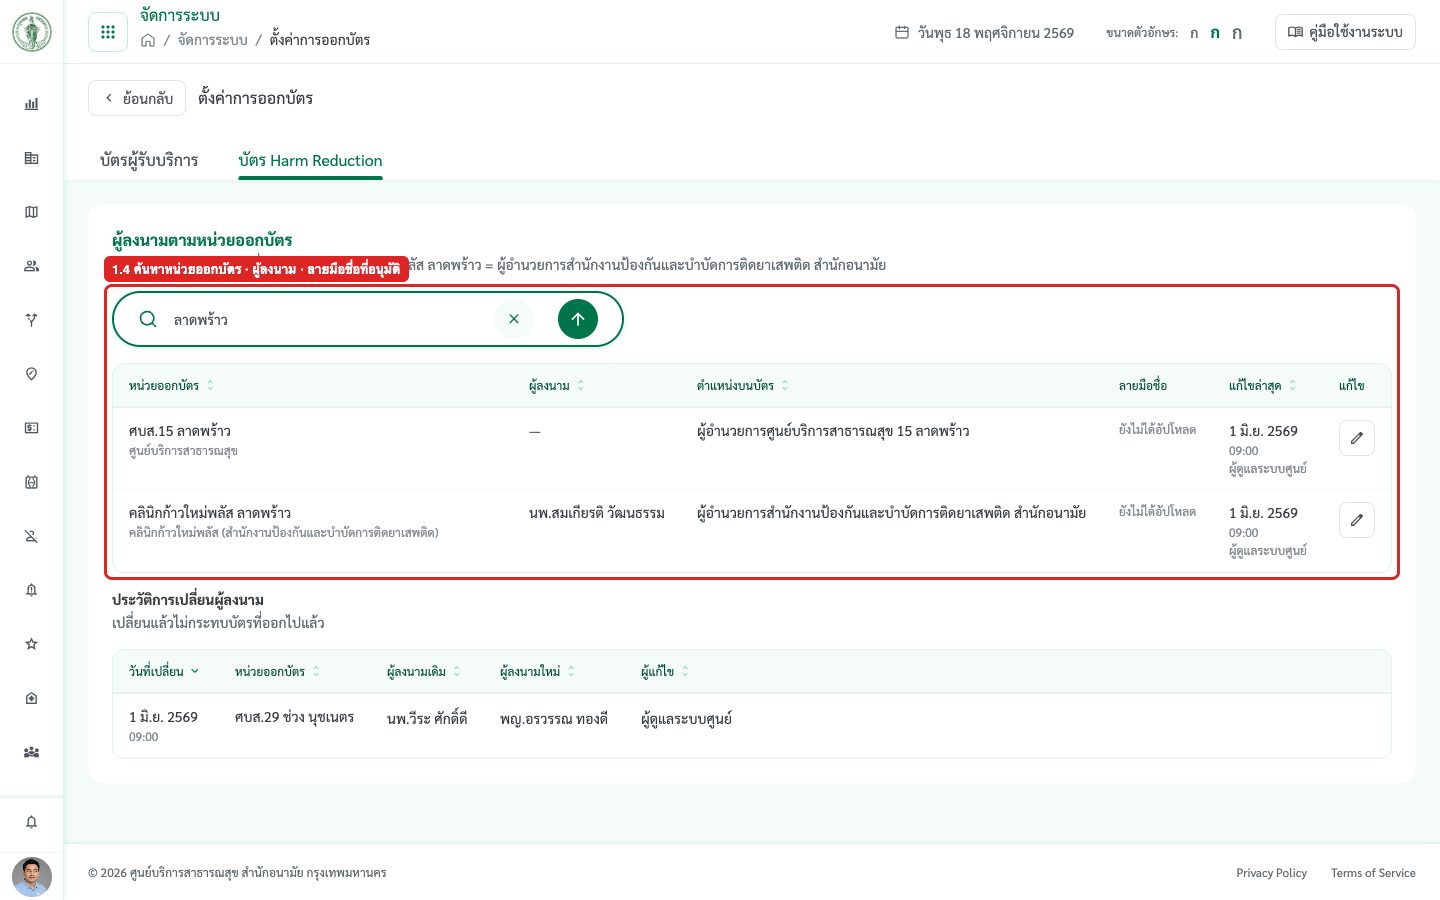 จัดการระบบ
/ จัดการระบบ / ตั้งค่าการออกบัตร
วันพุธ 18 พฤศจิกายน 2569
ขนาดตัวอักษร: ก ก ก
คู่มือใช้งานระบบ
ย้อนกลับ
ตั้งค่าการออกบัตร
บัตรผู้รับบริการ
บัตร Harm Reduction
ผู้ลงนามตามหน่วยออกบัตร
1.4 ค้นหาหน่วยออกบัตร · ผู้ลงนาม · ลายมือชื่อที่อนุมัติ
ลัส ลาดพร้าว = ผู้อำนวยการสำนักงานป้องกันและบำบัดการติดยาเสพติด สำนักอนามัย
ลาดพร้าว
หน่วยออกบัตร ผู้ลงนาม ตำแหน่งบนบัตร ลายมือชื่อ แก้ไขล่าสุด แก้ไข
ศบส.15 ลาดพร้าว — ผู้อำนวยการศูนย์บริการสาธารณสุข 15 ลาดพร้าว ยังไม่ได้อัปโหลด 1 มิ.ย. 2569
ศูนย์บริการสาธารณสุข 09:00
ผู้ดูแลระบบศูนย์
คลินิกก้าวใหม่พลัส ลาดพร้าว นพ.สมเกียรติ วัฒนธรรม ผู้อำนวยการสำนักงานป้องกันและบำบัดการติดยาเสพติด สำนักอนามัย ยังไม่ได้อัปโหลด 1 มิ.ย. 2569
คลินิกก้าวใหม่พลัส (สำนักงานป้องกันและบำบัดการติดยาเสพติด) 09:00
ผู้ดูแลระบบศูนย์
ประวัติการเปลี่ยนผู้ลงนาม
เปลี่ยนแล้วไม่กระทบบัตรที่ออกไปแล้ว
วันที่เปลี่ยน หน่วยออกบัตร ผู้ลงนามเดิม ผู้ลงนามใหม่ ผู้แก้ไข
1 มิ.ย. 2569 ศบส.29 ช่วง นุชเนตร นพ.วีระ ศักดิ์ดี พญ.อรวรรณ ทองดี ผู้ดูแลระบบศูนย์
09:00
© 2026 ศูนย์บริการสาธารณสุข สำนักอนามัย กรุงเทพมหานคร
Privacy Policy Terms of Service